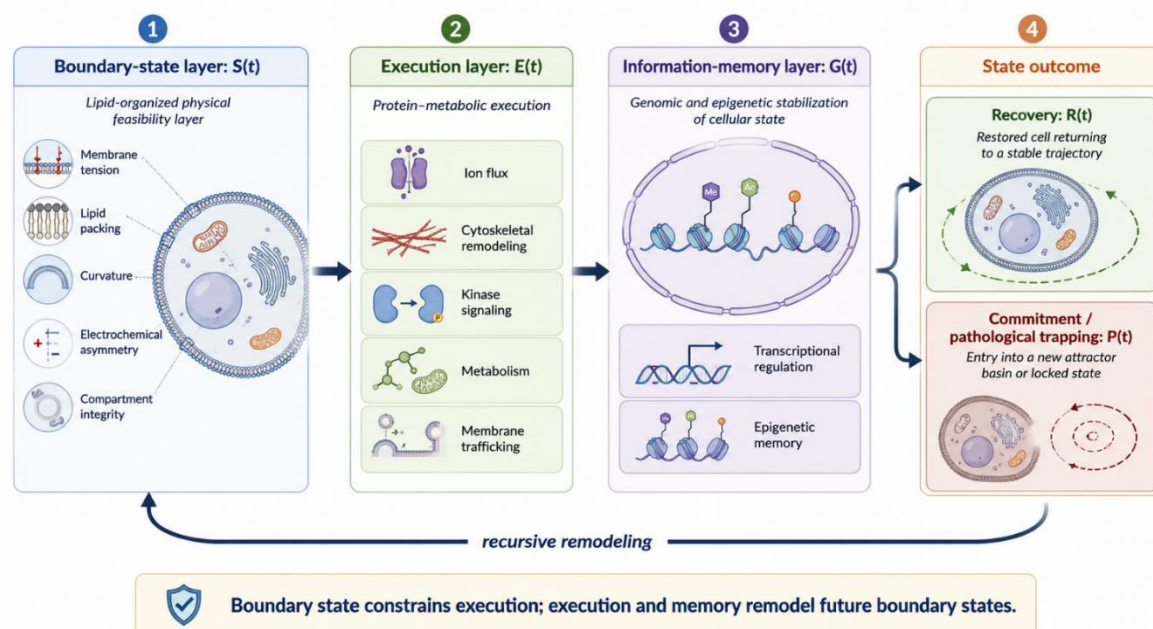 1
2
3
4
Boundary-state layer: S(t)
Lipid-organized physical
feasibility layer
Membrane
tension
Lipid
packing
Curvature
Electrochemical
asymmetry
Compartment
integrity
Execution layer: E(t)
Protein–metabolic execution
Ion flux
Cytoskeletal
remodeling
Kinase
signaling
P
Metabolism
Membrane
trafficking
Information-memory layer: G(t)
Genomic and epigenetic stabilization
of cellular state
Me
Ac
Transcriptional
regulation
Epigenetic
memory
State outcome
Recovery: R(t)
Restored cell returning
to a stable trajectory
Commitment /
pathological trapping: P(t)
Entry into a new attractor
basin or locked state
recursive remodeling
Boundary state constrains execution; execution and memory remodel future boundary states.